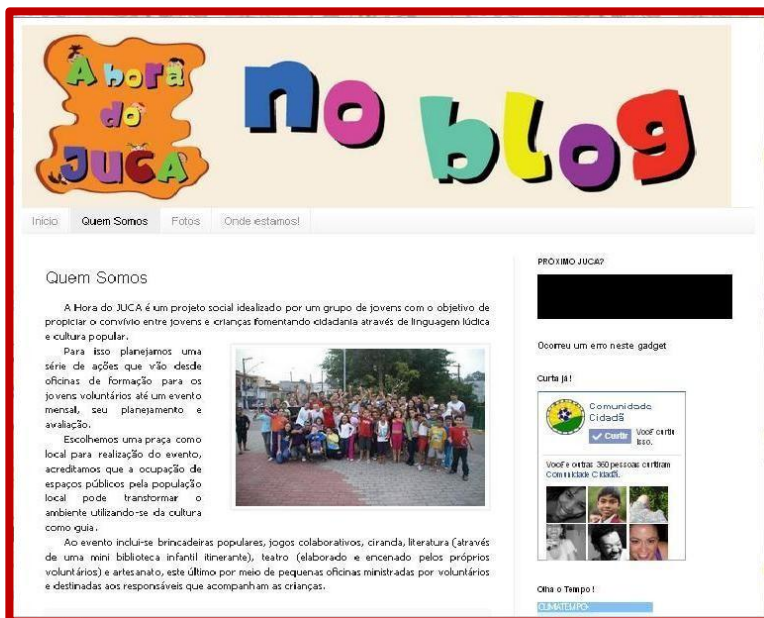 A hora
do
JUCA
no blog
Início Quem Somos Fotos Onde estamos!
Quem Somos
A Hora do JUCA é um projeto social idealizado por um grupo de jovens com o objetivo de
propiciar o convívio entre jovens e crianças fomentando cidadania através de linguagem lúdica
e cultura popular.
Para isso planejamos uma
série de ações que vão desde
oficinas de formação para os
jovens voluntários até um evento
mensal, seu planejamento e
avaliação.
Escolhemos uma praça como
local para realização do evento,
acreditamos que a ocupação de
espaços públicos pela população
local pode transformar o
ambiente utilizando-se da cultura
como guia.
Ao evento inclui-se brincadeiras populares, jogos colaborativos, ciranda, literatura (através
de uma mini biblioteca infantil itinerante), teatro (elaborado e encenado pelos próprios
voluntários) e artesanato, este último por meio de pequenas oficinas ministradas por voluntários
e destinadas aos responsáveis que acompanham as crianças.
PRÓXIMO JUCA?
Ocorreu um erro neste gadget
Curta já!
Comunidade
Cidadã
Curtir Você curtiu
isso.
Você e outras 360 pessoas curtiram
Comunidade Cidadã.
Olha o Tempo!
CLIMATEMPO